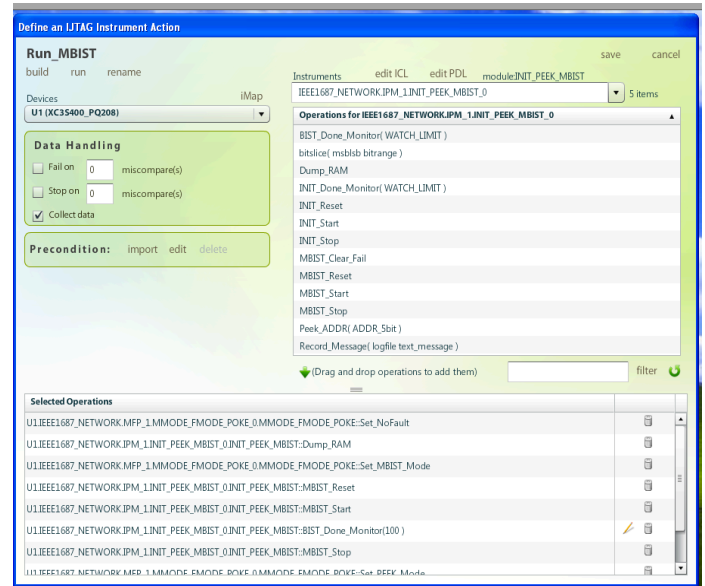 Define an IJTAG Instrument Action
Run_MBIST
save cancel
build run rename
Instruments edit ICL edit PDL module:INIT_PEEK_MBIST
Devices iMap
IEEE1687_NETWORK.IPM_1.INIT_PEEK_MBIST_0 5 items
U1 (XC3S400_PQ208)
Operations for IEEE1687_NETWORK.IPM_1.INIT_PEEK_MBIST_0
Data Handling
Fail on 0 miscompare(s)
Stop on 0 miscompare(s)
Collect data
Precondition: import edit delete
BIST_Done_Monitor( WATCH_LIMIT )
bitslice( msblsb bitrange )
Dump_RAM
INIT_Done_Monitor( WATCH_LIMIT )
INIT_Reset
INIT_Start
INIT_Stop
MBIST_Clear_Fail
MBIST_Reset
MBIST_Start
MBIST_Stop
Peek_ADDR( ADDR_5bit )
Record_Message( logfile text_message )
(Drag and drop operations to add them) filter
Selected Operations
U1.IEEE1687_NETWORK.MFP_1.MMODE_FMODE_POKE_0.MMODE_FMODE_POKE::Set_NoFault
U1.IEEE1687_NETWORK.IPM_1.INIT_PEEK_MBIST_0.INIT_PEEK_MBIST::Dump_RAM
U1.IEEE1687_NETWORK.MFP_1.MMODE_FMODE_POKE_0.MMODE_FMODE_POKE::Set_MBIST_Mode
U1.IEEE1687_NETWORK.IPM_1.INIT_PEEK_MBIST_0.INIT_PEEK_MBIST::MBIST_Reset
U1.IEEE1687_NETWORK.IPM_1.INIT_PEEK_MBIST_0.INIT_PEEK_MBIST::MBIST_Start
U1.IEEE1687_NETWORK.IPM_1.INIT_PEEK_MBIST_0.INIT_PEEK_MBIST::BIST_Done_Monitor(100 )
U1.IEEE1687_NETWORK.IPM_1.INIT_PEEK_MBIST_0.INIT_PEEK_MBIST::MBIST_Stop
U1.IEEE1687_NETWORK.MFP_1.MMODE_FMODE_POKE_0.MMODE_FMODE_POKE::Set_PEEK_Mode